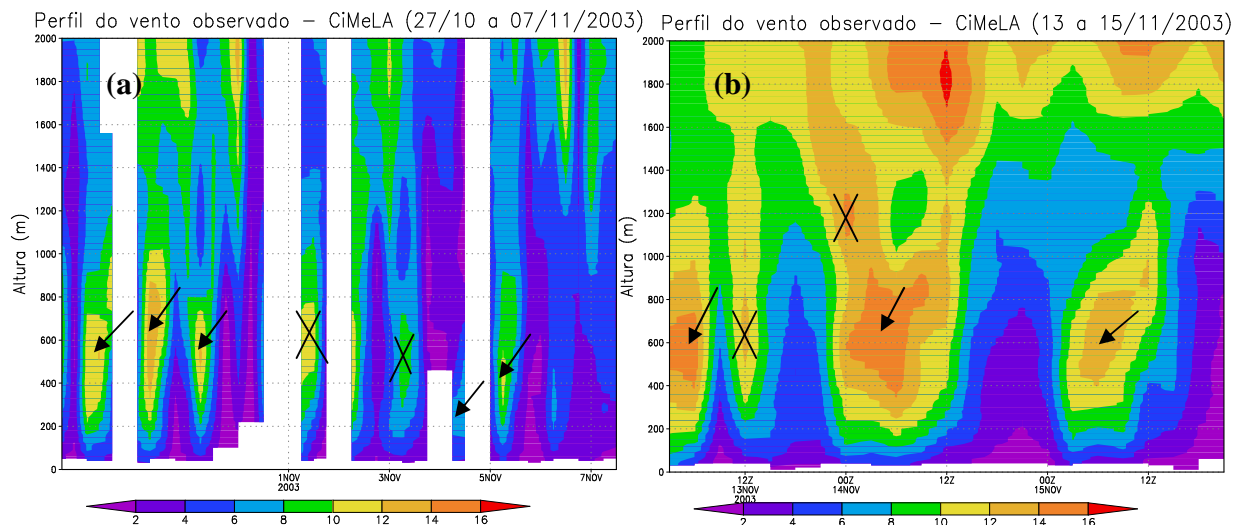 Perfil do vento observado – CiMeLA (27/10 a 07/11/2003)
(a)
Altura (m)
2000
1800
1600
1400
1200
1000
800
600
400
200
0
1NOV
2003
3NOV
5NOV
7NOV
2 4 6 8 10 12 14 16
Perfil do vento observado – CiMeLA (13 a 15/11/2003)
(b)
Altura (m)
2000
1800
1600
1400
1200
1000
800
600
400
200
0
12Z 00Z 12Z 00Z 12Z
13NOV 14NOV 15NOV
2003
2 4 6 8 10 12 14 16